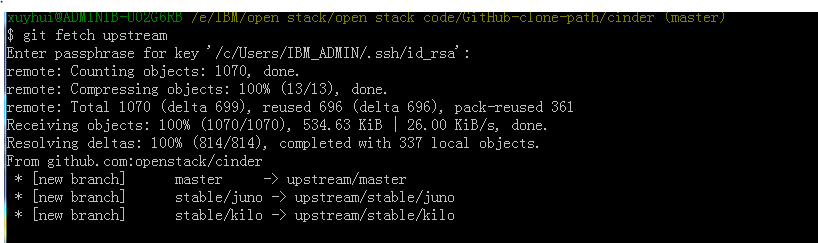 xuyhui@ADMINIB-U02G6RB /e/IBM/open stack/open stack code/GitHub-clone-path/cinder (master)
$ git fetch upstream
Enter passphrase for key '/c/Users/IBM_ADMIN/.ssh/id_rsa':
remote: Counting objects: 1070, done.
remote: Compressing objects: 100% (13/13), done.
remote: Total 1070 (delta 699), reused 696 (delta 696), pack-reused 361
Receiving objects: 100% (1070/1070), 534.63 KiB | 26.00 KiB/s, done.
Resolving deltas: 100% (814/814), completed with 337 local objects.
From github.com:openstack/cinder
 * [new branch]      master     -> upstream/master
 * [new branch]      stable/juno -> upstream/stable/juno
 * [new branch]      stable/kilo -> upstream/stable/kilo